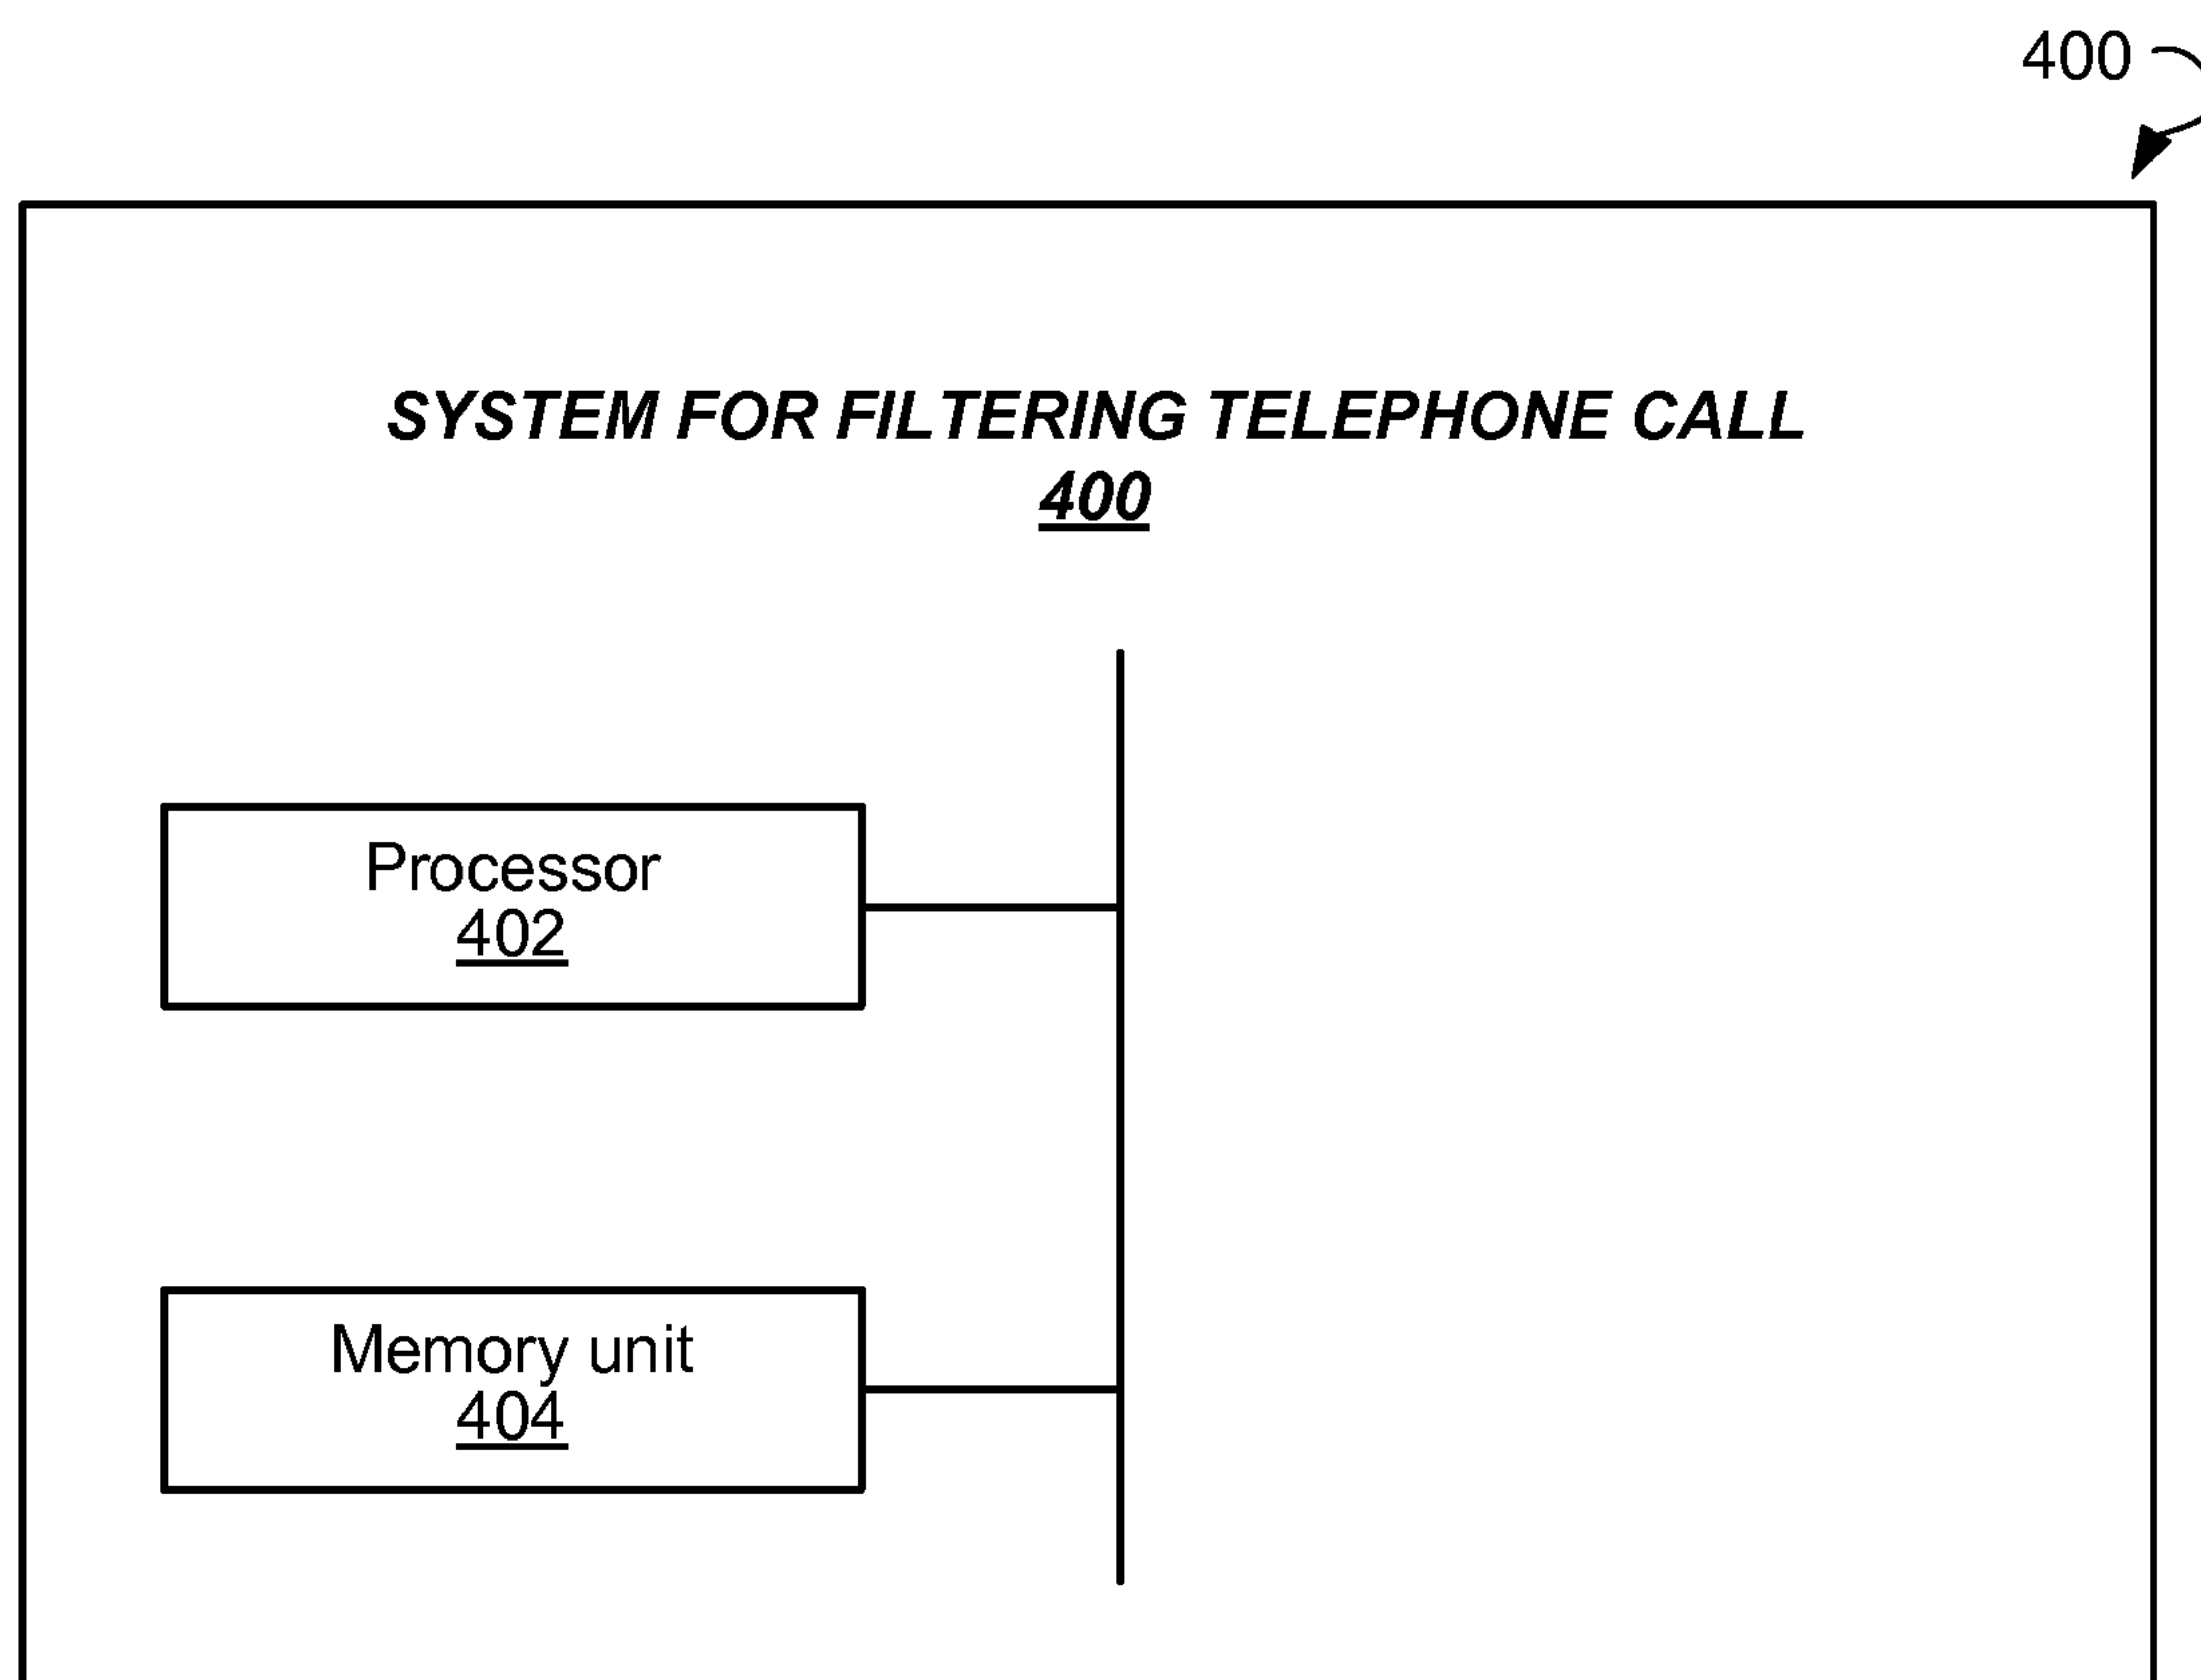 400
SYSTEM FOR FILTERING TELEPHONE CALL
400
Processor
402
Memory unit
404